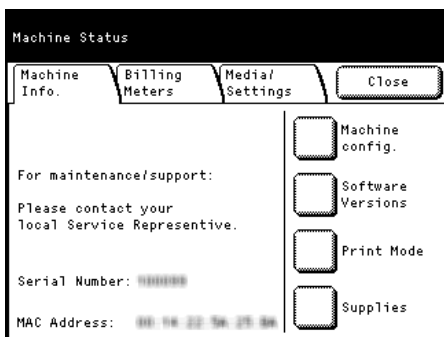 Machine Status
Machine Info.
Billing Meters
Media/ Settings
Close
For maintenance/support:
Please contact your
local Service Representive.
Serial Number:
MAC Address:
Machine config.
Software Versions
Print Mode
Supplies